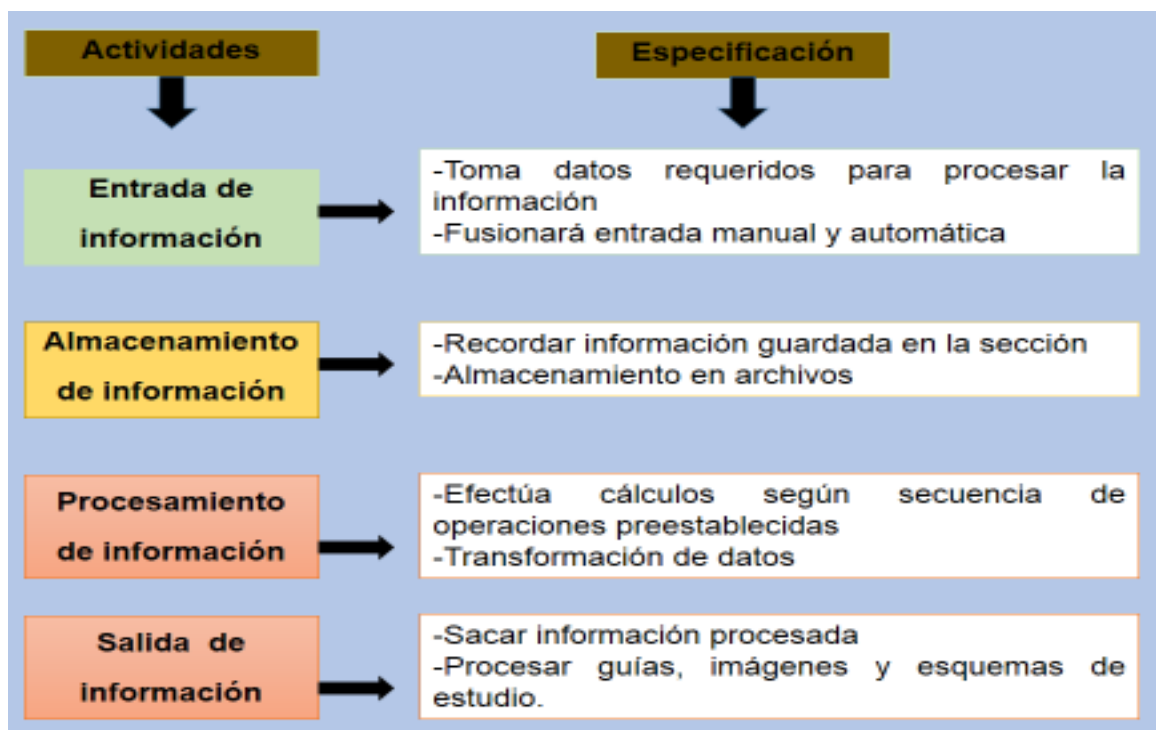 Actividades
Especificación
Entrada de
información
-Toma datos requeridos para procesar la
información
-Fusionará entrada manual y automática
Almacenamiento
de información
-Recordar información guardada en la sección
-Almacenamiento en archivos
Procesamiento
de información
-Efectúa cálculos según secuencia de
operaciones preestablecidas
-Transformación de datos
Salida de
información
-Sacar información procesada
-Procesar guías, imágenes y esquemas de
estudio.